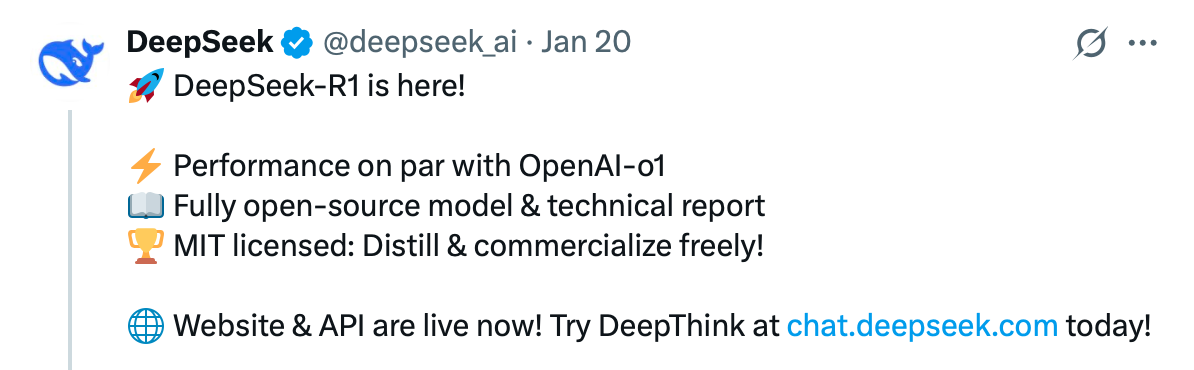 DeepSeek @deepseek_ai · Jan 20
🚀 DeepSeek-R1 is here!
⚡ Performance on par with OpenAI-o1
📖 Fully open-source model & technical report
🏆 MIT licensed: Distill & commercialize freely!
🌐 Website & API are live now! Try DeepThink at chat.deepseek.com today!